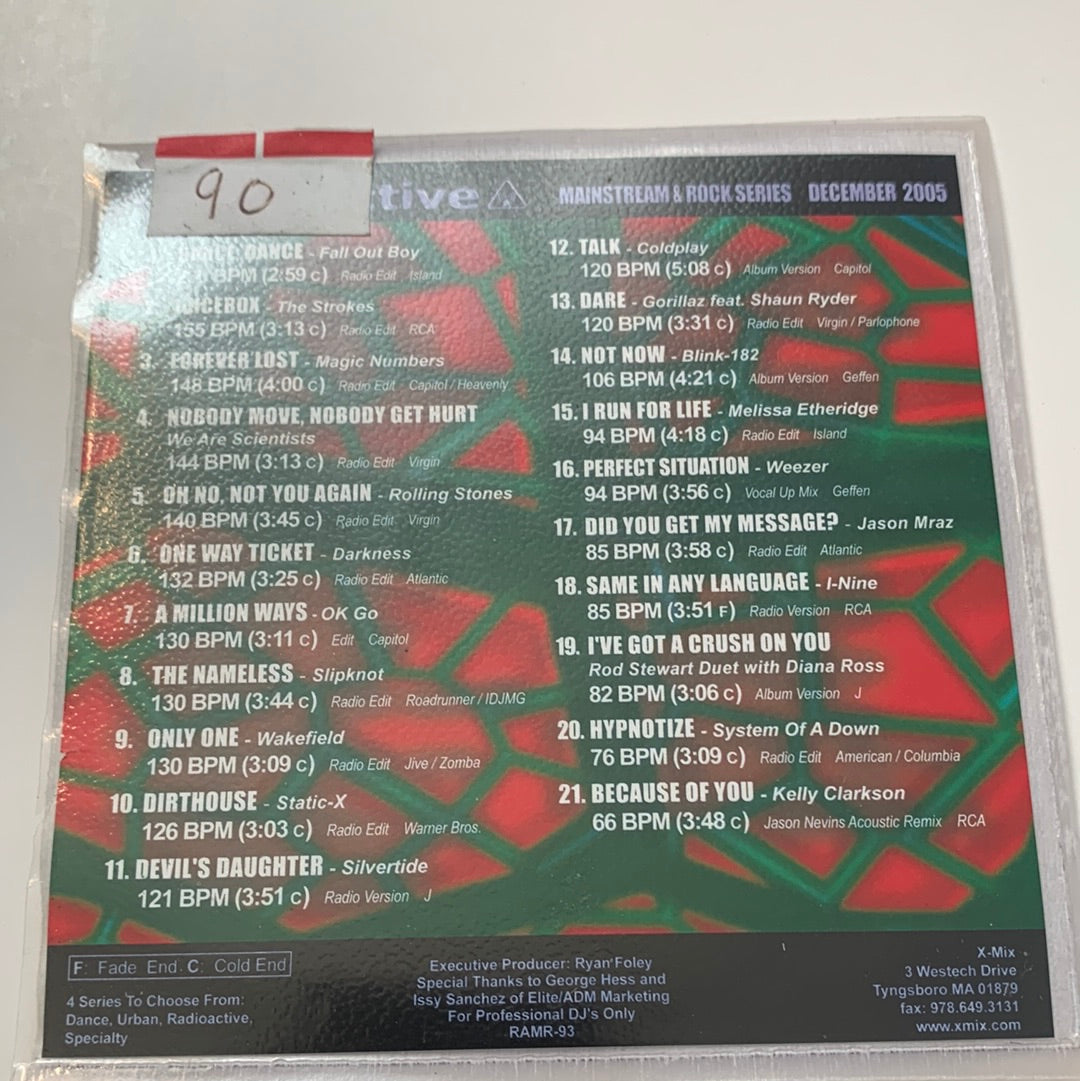 90
tive
MAINSTREAM & ROCK SERIES DECEMBER 2005
DANCE - Fall Out Boy
BPM (2:59 C) Radio Edit Island
- The Strokes
155 BPM (3:13 C) Radio Edit RCA
3. FOREVER LOST - Magic Numbers
148 BPM (4:00 C) Radio Edit Capitol / Heavenly
4. NOBODY MOVE, NOBODY GET HURT
We Are Scientists
144 BPM (3:13 C) Radio Edit Virgin
5. OH NO, NOT YOU AGAIN - Rolling Stones
140 BPM (3:45 C) Radio Edit Virgin
6. ONE WAY TICKET - Darkness
132 BPM (3:25 C) Radio Edit Atlantic
7. A MILLION WAYS - OK Go
130 BPM (3:11 C) Edit Capitol
8. THE NAMELESS - Slipknot
130 BPM (3:44 C) Radio Edit Roadrunner / IDJMG
9. ONLY ONE - Wakefield
130 BPM (3:09 C) Radio Edit Jive / Zomba
10. DIRTHOUSE - Static-X
126 BPM (3:03 C) Radio Edit Warner Bros.
11. DEVIL'S DAUGHTER - Silvertide
121 BPM (3:51 C) Radio Version J
12. TALK - Coldplay
120 BPM (5:08 C) Album Version Capitol
13. DARE - Gorillaz feat. Shaun Ryder
120 BPM (3:31 C) Radio Edit Virgin / Parlophone
14. NOT NOW - Blink-182
106 BPM (4:21 C) Album Version Geffen
15. I RUN FOR LIFE - Melissa Etheridge
94 BPM (4:18 C) Radio Edit Island
16. PERFECT SITUATION - Weezer
94 BPM (3:56 C) Vocal Up Mix Geffen
17. DID YOU GET MY MESSAGE? - Jason Mraz
85 BPM (3:58 C) Radio Edit Atlantic
18. SAME IN ANY LANGUAGE - I-Nine
85 BPM (3:51 F) Radio Version RCA
19. I'VE GOT A CRUSH ON YOU
Rod Stewart Duet with Diana Ross
82 BPM (3:06 C) Album Version J
20. HYPNOTIZE - System Of A Down
76 BPM (3:09 C) Radio Edit American / Columbia
21. BECAUSE OF YOU - Kelly Clarkson
66 BPM (3:48 C) Jason Nevins Acoustic Remix RCA
F: Fade End C: Cold End
4 Series To Choose From:
Dance, Urban, Radioactive,
Specialty
Executive Producer: Ryan Foley
Special Thanks to George Hess and
Issy Sanchez of Elite/ADM Marketing
For Professional DJ's Only
RAMR-93
X-Mix
3 Westech Drive
Tyngsboro MA 01879
fax: 978.649.3131
www.xmix.com